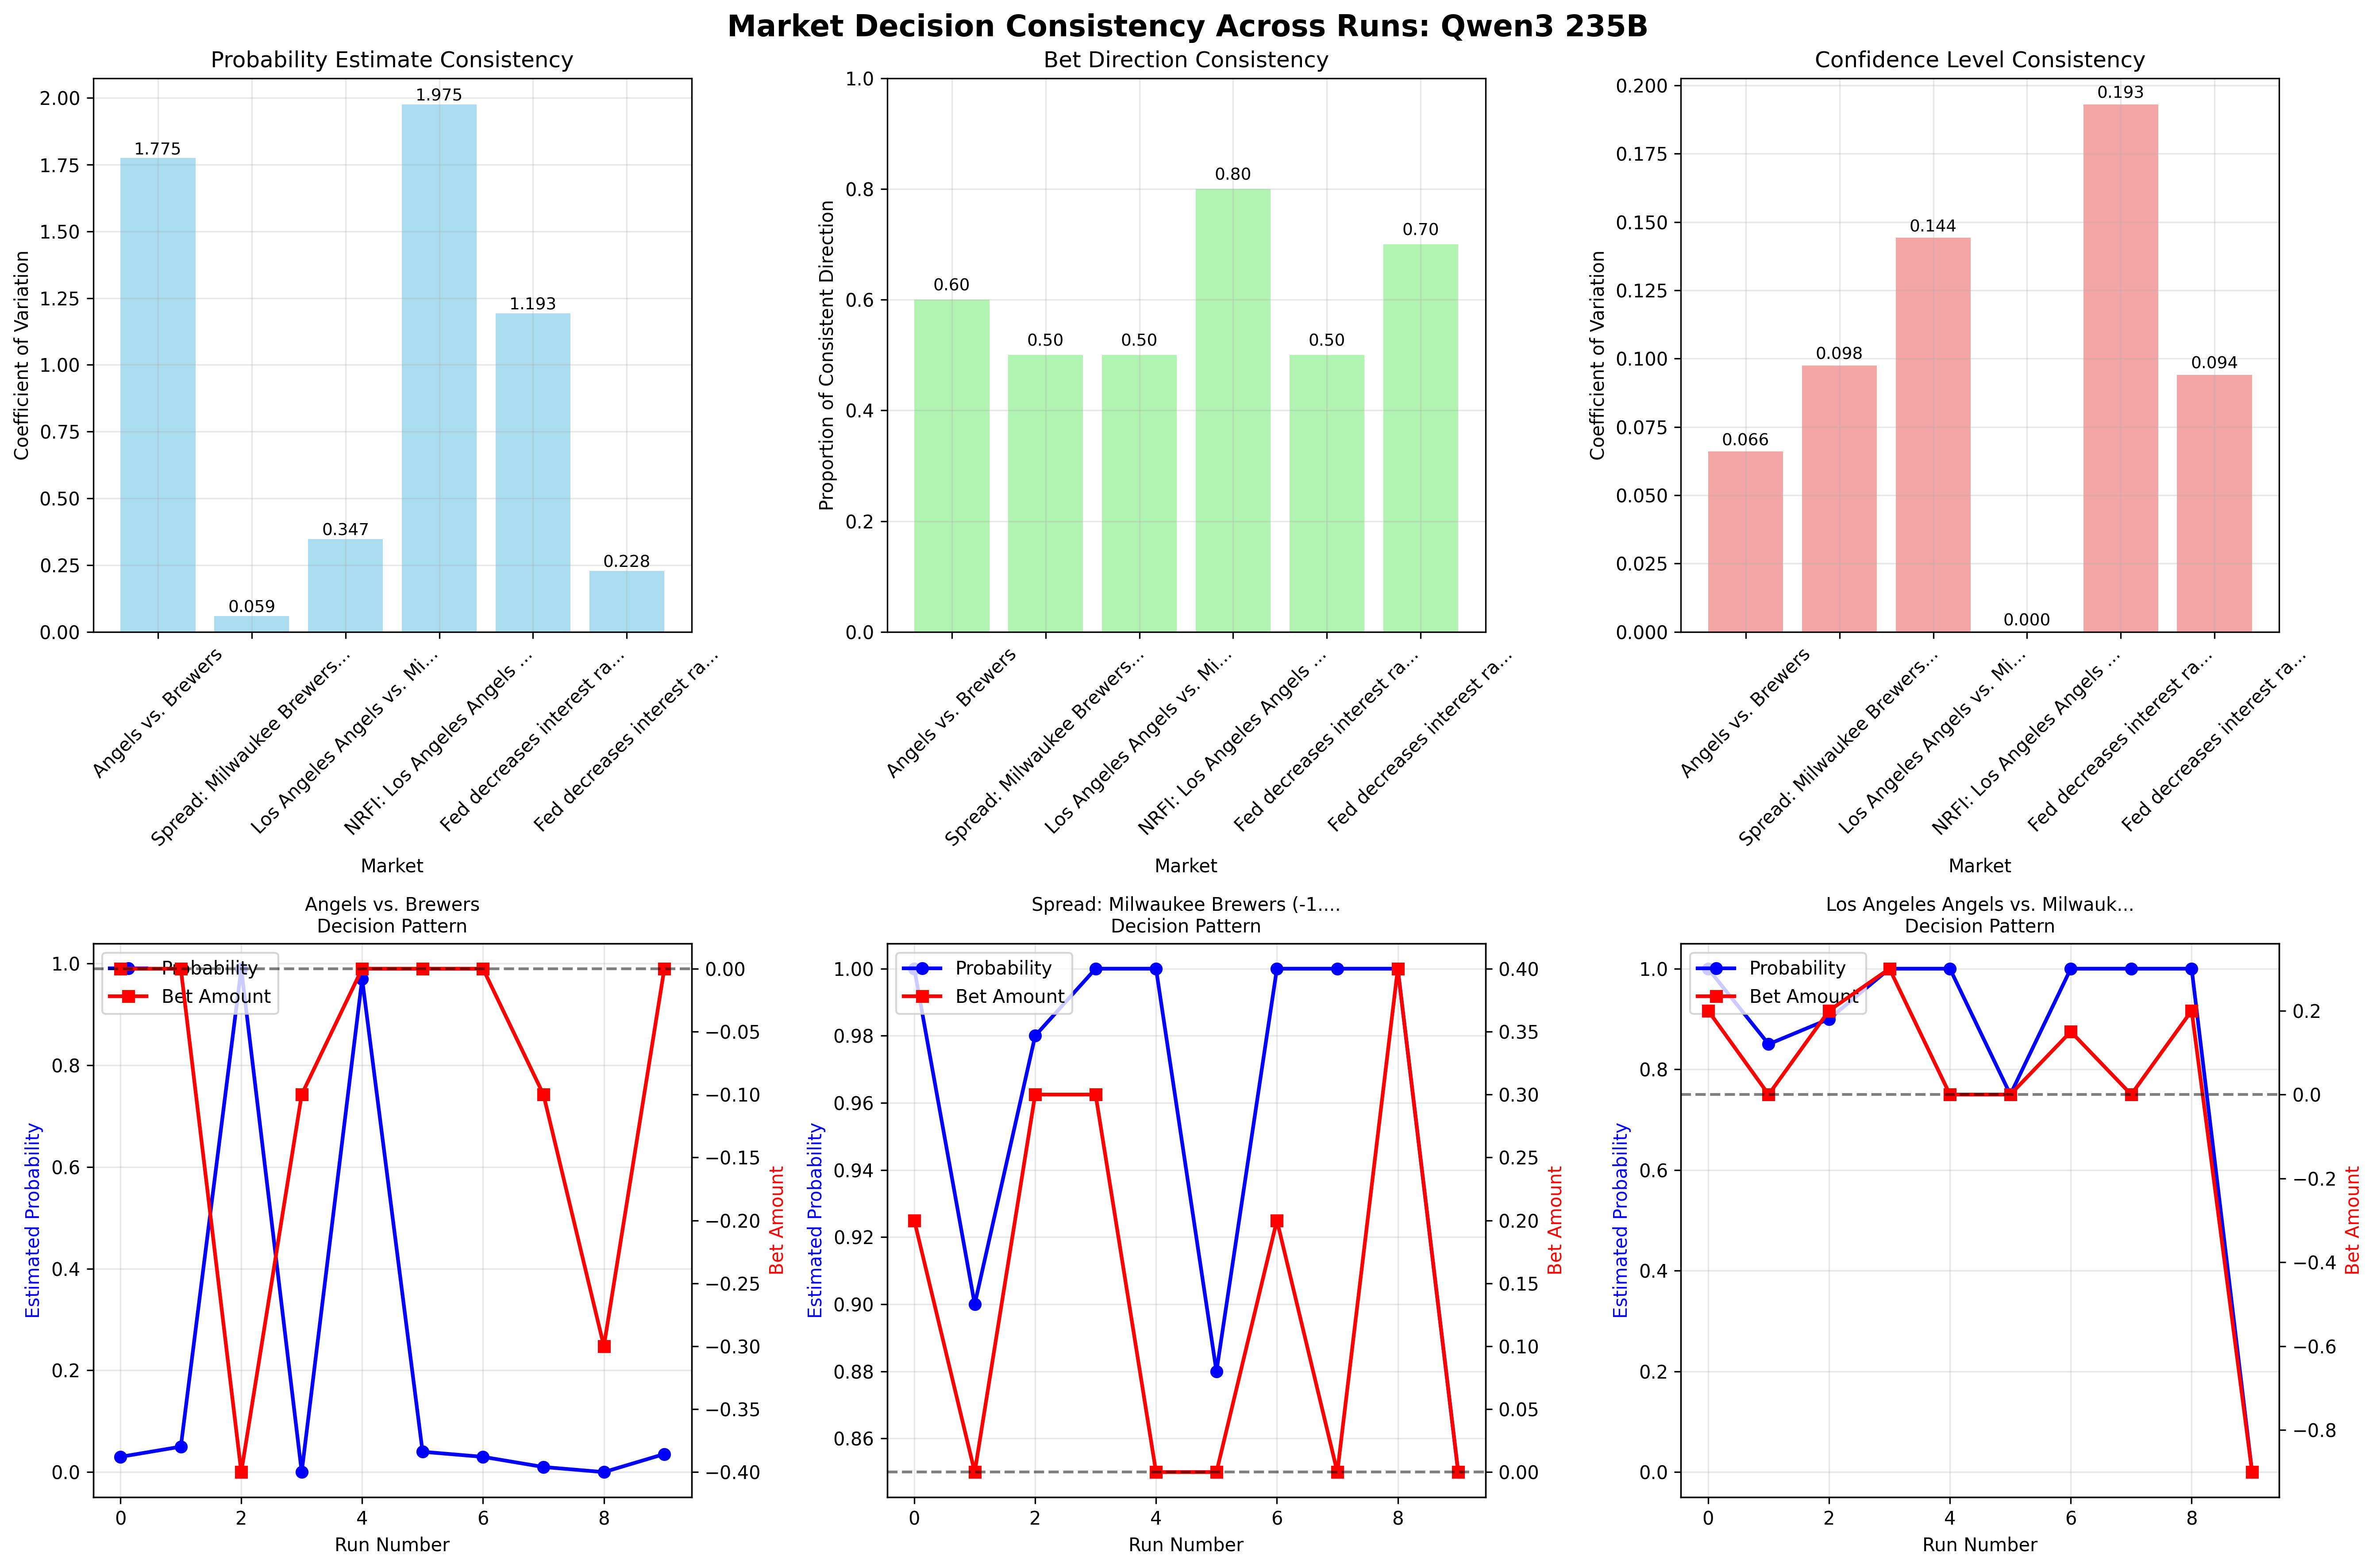 Market Decision Consistency Across Runs: Qwen3 235B
Probability Estimate Consistency
Coefficient of Variation
2.00
1.75
1.50
1.25
1.00
0.75
0.50
0.25
0.00
1.775
0.059
0.347
1.975
1.193
0.228
Angels vs. Brewers
Spread: Milwaukee Brewers...
Los Angeles Angels vs. Mi...
NRFI: Los Angeles Angels ...
Fed decreases interest ra...
Fed decreases interest ra...
Market
Bet Direction Consistency
Proportion of Consistent Direction
1.0
0.8
0.6
0.4
0.2
0.0
0.60
0.50
0.50
0.80
0.50
0.70
Angels vs. Brewers
Spread: Milwaukee Brewers...
Los Angeles Angels vs. Mi...
NRFI: Los Angeles Angels ...
Fed decreases interest ra...
Fed decreases interest ra...
Market
Confidence Level Consistency
Coefficient of Variation
0.200
0.175
0.150
0.125
0.100
0.075
0.050
0.025
0.000
0.066
0.098
0.144
0.000
0.193
0.094
Angels vs. Brewers
Spread: Milwaukee Brewers...
Los Angeles Angels vs. Mi...
NRFI: Los Angeles Angels ...
Fed decreases interest ra...
Fed decreases interest ra...
Market
Angels vs. Brewers
Decision Pattern
Probability
Bet Amount
Estimated Probability
1.0
0.8
0.6
0.4
0.2
0.0
0.00
−0.05
−0.10
−0.15
−0.20
−0.25
−0.30
−0.35
−0.40
Bet Amount
0 2 4 6 8
Run Number
Spread: Milwaukee Brewers (-1....
Decision Pattern
Probability
Bet Amount
Estimated Probability
1.00
0.98
0.96
0.94
0.92
0.90
0.88
0.86
0.40
0.35
0.30
0.25
0.20
0.15
0.10
0.05
0.00
Bet Amount
0 2 4 6 8
Run Number
Los Angeles Angels vs. Milwauk...
Decision Pattern
Probability
Bet Amount
Estimated Probability
1.0
0.8
0.6
0.4
0.2
0.0
0.2
0.0
−0.2
−0.4
−0.6
−0.8
Bet Amount
0 2 4 6 8
Run Number